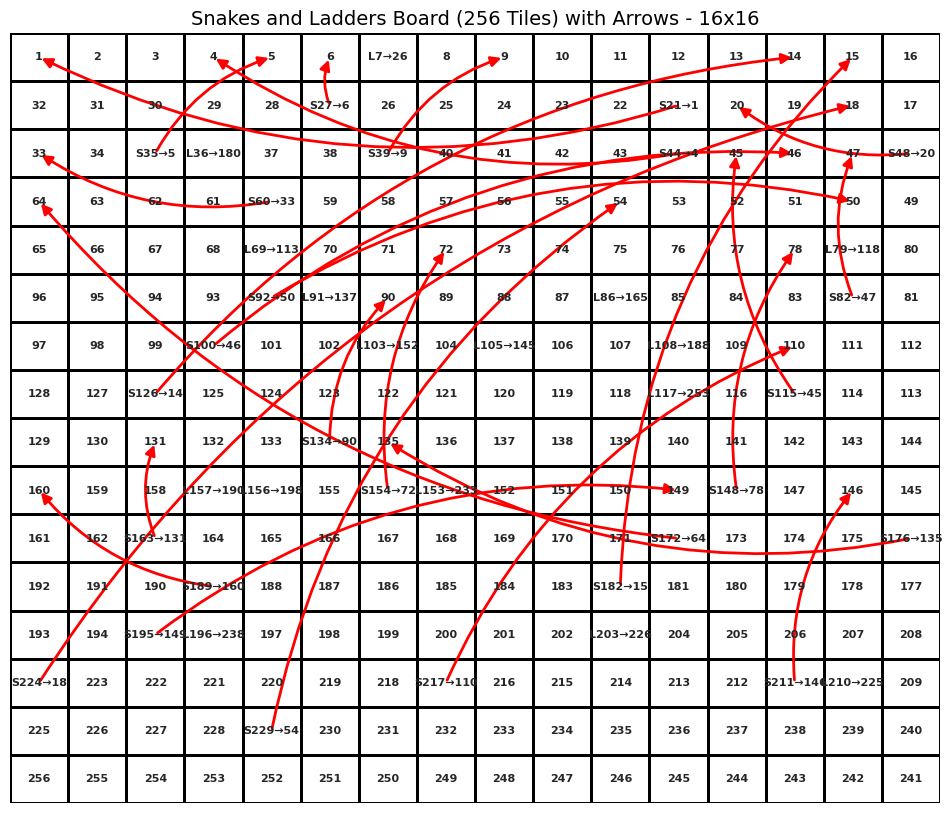 Snakes and Ladders Board (256 Tiles) with Arrows - 16x16
1 2 3 4 5 6 L7→26 8 9 10 11 12 13 14 15 16
32 31 30 29 28 S27→6 26 25 24 23 22 S21→1 20 19 18 17
33 34 S35→5 L36→180 37 38 S39→9 40 41 42 43 S44→4 45 46 47 S48→20
64 63 62 61 S60→33 59 58 57 56 55 54 53 52 51 50 49
65 66 67 68 L69→113 70 71 72 73 74 75 76 77 78 L79→118 80
96 95 94 93 S92→50 L91→137 90 89 88 87 L86→165 85 84 83 S82→47 81
97 98 99 S100→46 101 102 L103→152 104 L105→145 106 107 L108→188 109 110 111 112
128 127 S126→14 125 124 123 122 121 120 119 118 L117→253 116 S115→45 114 113
129 130 131 132 133 S134→90 135 136 137 138 139 140 141 142 143 144
160 159 158 L157→190 L156→198 155 S154→72 152 151 150 149 S148→78 147 146 145
161 162 S163→131 164 165 166 167 168 169 170 171 S172→64 173 174 175 S176→135
192 191 190 S189→160 188 187 186 185 184 183 S182→15 181 180 179 178 177
193 194 S195→149 L196→238 197 198 199 200 201 202 L203→226 204 205 206 207 208
S224→18 223 222 221 220 219 218 S217→110 216 215 214 213 212 S211→146 L210→225 209
225 226 227 228 S229→54 230 231 232 233 234 235 236 237 238 239 240
256 255 254 253 252 251 250 249 248 247 246 245 244 243 242 241